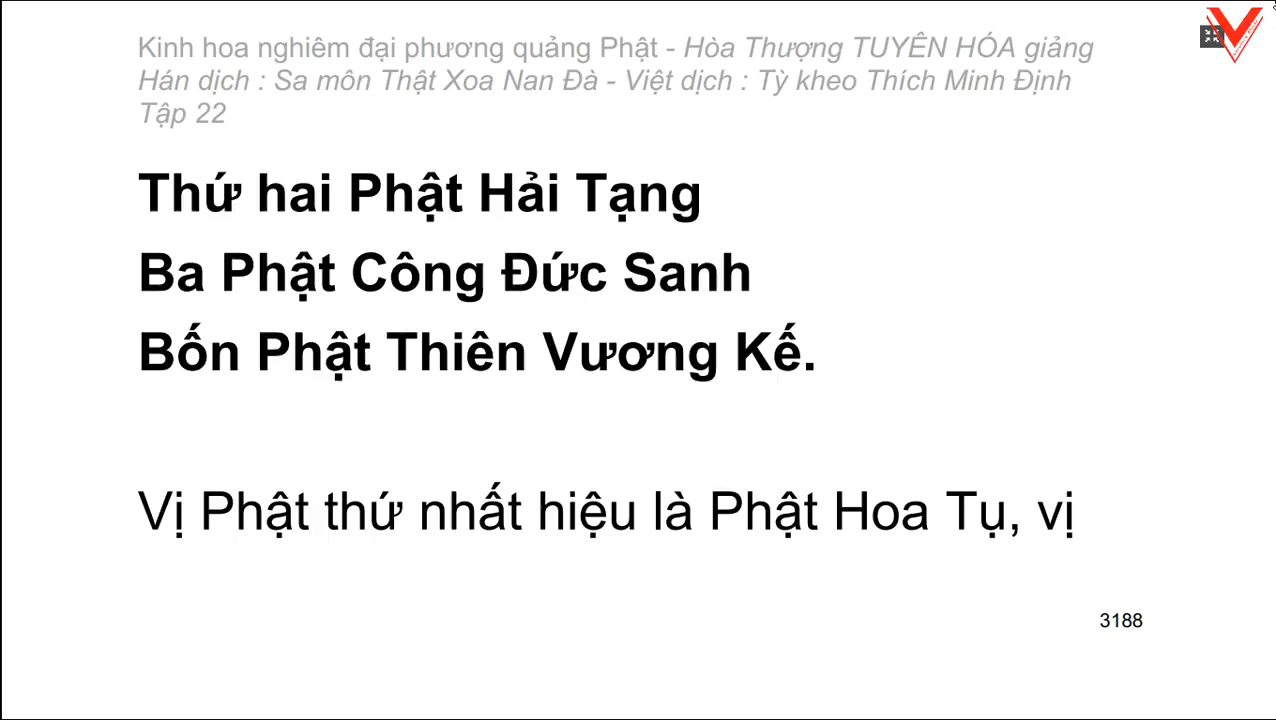 Kinh hoa nghiêm đại phương quảng Phật - Hòa Thượng TUYÊN HÓA giảng
Hán dịch : Sa môn Thật Xoa Nan Đà - Việt dịch : Tỳ kheo Thích Minh Định
Tập 22
Thứ hai Phật Hải Tạng
Ba Phật Công Đức Sanh
Bốn Phật Thiên Vương Kế.
Vị Phật thứ nhất hiệu là Phật Hoa Tụ, vị
3188